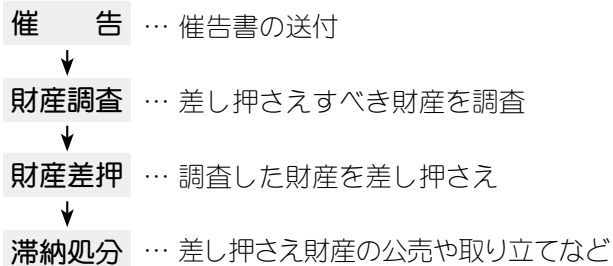 催　　告 … 催告書の送付
財産調査 … 差し押さえすべき財産を調査
財産差押 … 調査した財産を差し押さえ
滞納処分 … 差し押さえ財産の公売や取り立てなど